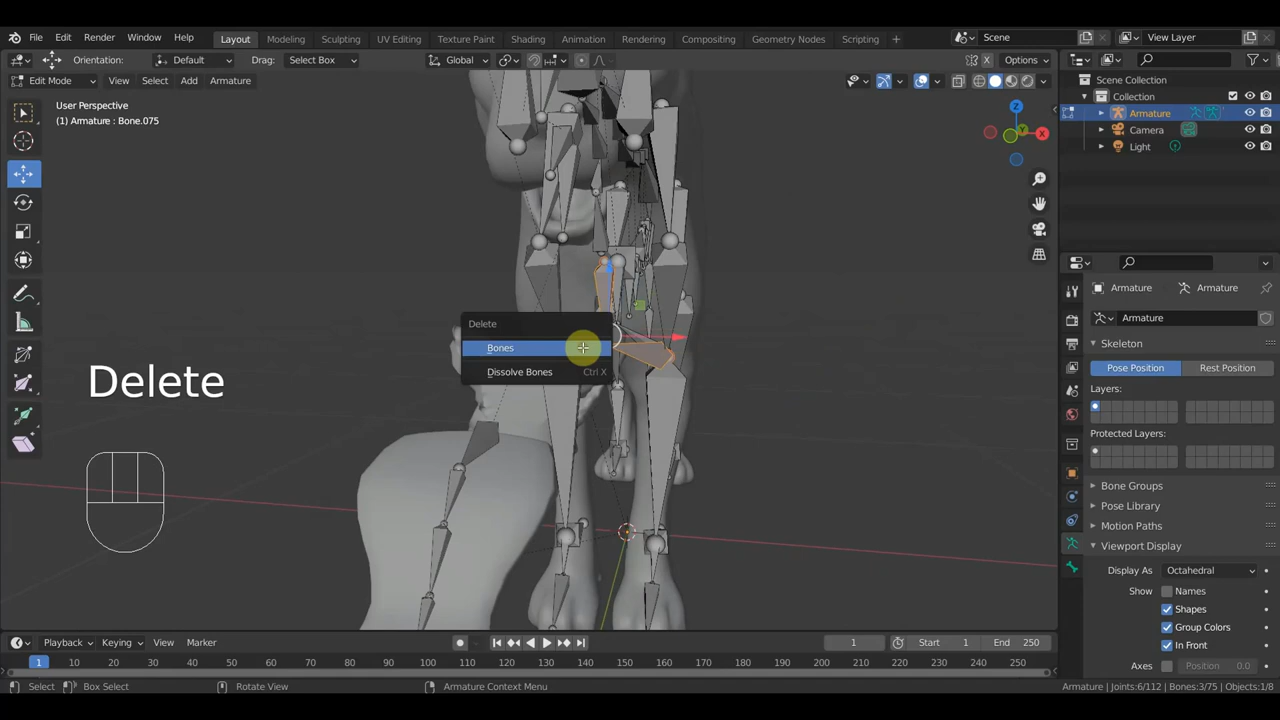 File Edit Render Window Help Layout Modeling Sculpting UV Editing Texture Paint Shading Animation Rendering Compositing Geometry Nodes Scripting + Scene View Layer
Orientation: Default Drag: Select Box Global Options
Edit Mode View Select Add Armature X
Scene Collection
Collection
Armature
Camera
Light
User Perspective
(1) Armature : Bone.075
Z
Y
X
Armature Armature
Armature
Skeleton
Pose Position Rest Position
Layers:
Protected Layers:
Bone Groups
Pose Library
Motion Paths
Viewport Display
Display As Octahedral
Show Names
Shapes
Group Colors
In Front
Axes Position 0.0
Delete
Bones
Dissolve Bones Ctrl X
Delete
Playback Keying View Marker 1 Start 1 End 250
1 10 20 30 40 50 60 70 80 90 100 110 120 130 140 150 160 170 180 190 200 210 220 230 240 250
Select Box Select Rotate View Armature Context Menu Armature | Joints:6/112 | Bones:3/75 | Objects:1/8